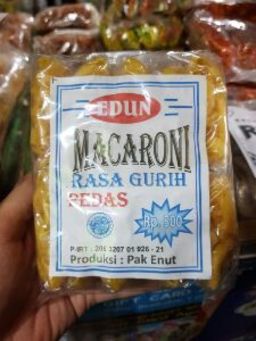 EDUN
MACARONI
RASA GURIH
PEDAS
Rp. 500
Produksi : Pak Enut